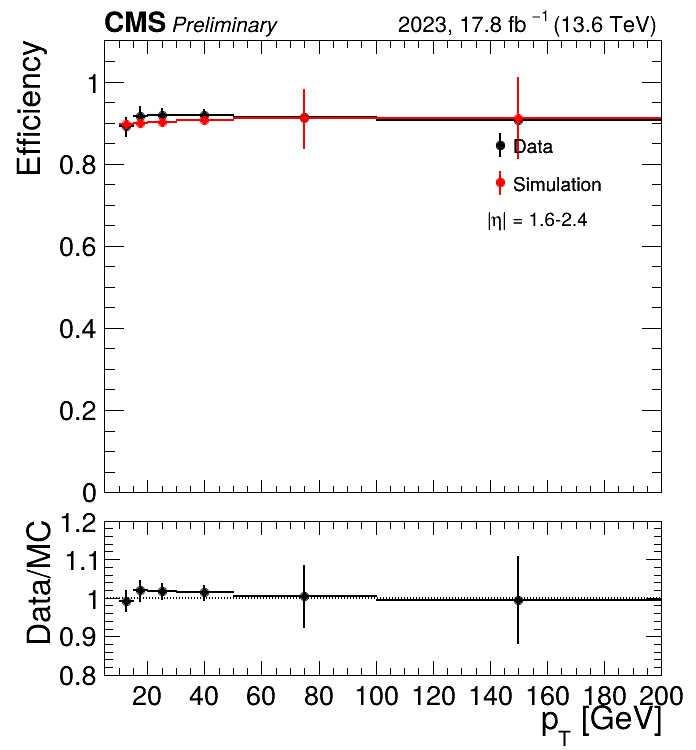 CMS Preliminary 2023, 17.8 fb⁻¹ (13.6 TeV)
Efficiency
1
0.8
0.6
0.4
0.2
0
Data
Simulation
|η| = 1.6-2.4
Data/MC
1.2
1.1
1
0.9
0.8
20 40 60 80 100 120 140 160 180 200
p_T [GeV]